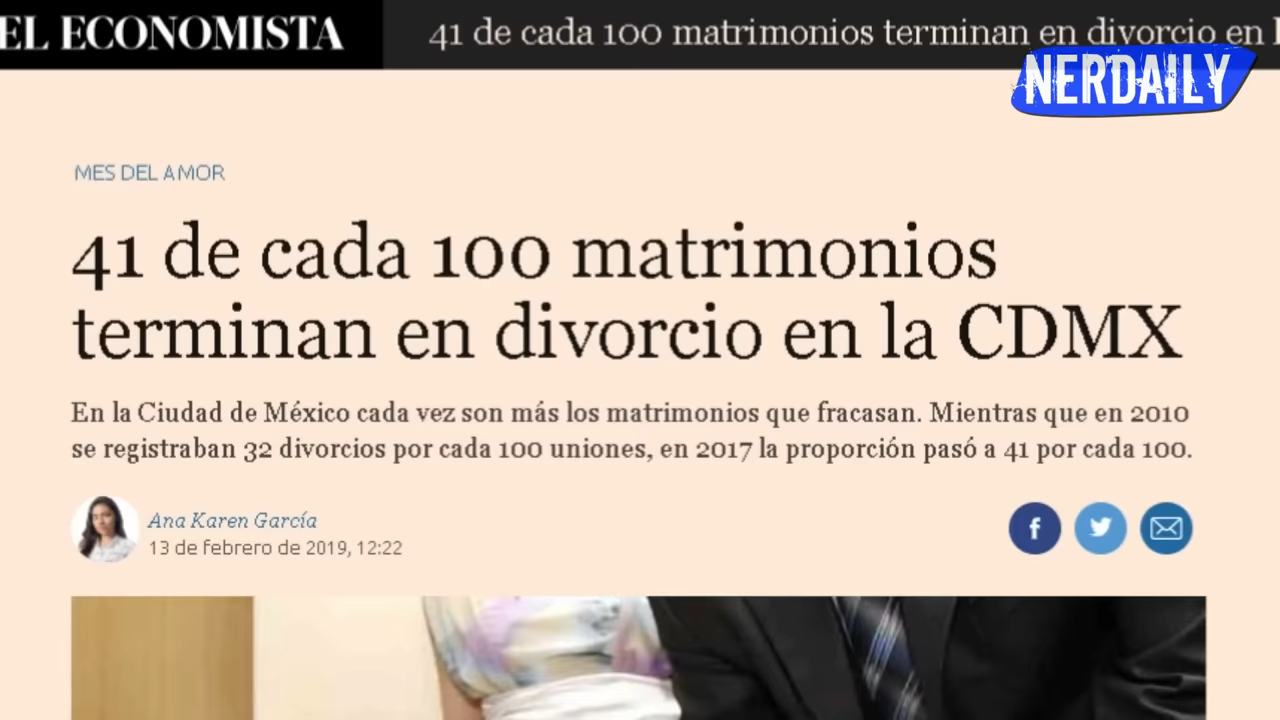 EL ECONOMISTA
41 de cada 100 matrimonios terminan en divorcio en l
NERDAILY
MES DEL AMOR
41 de cada 100 matrimonios
terminan en divorcio en la CDMX
En la Ciudad de México cada vez son más los matrimonios que fracasan. Mientras que en 2010
se registraban 32 divorcios por cada 100 uniones, en 2017 la proporción pasó a 41 por cada 100.
Ana Karen García
13 de febrero de 2019, 12:22
f